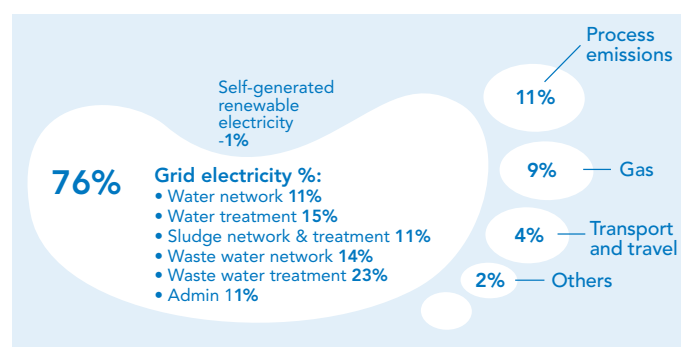 Process
emissions
11%
Self-generated
renewable
electricity
-1%
76%
Grid electricity %:
• Water network 11%
• Water treatment 15%
• Sludge network & treatment 11%
• Waste water network 14%
• Waste water treatment 23%
• Admin 11%
9%
Gas
4%
Transport
and travel
2%
Others